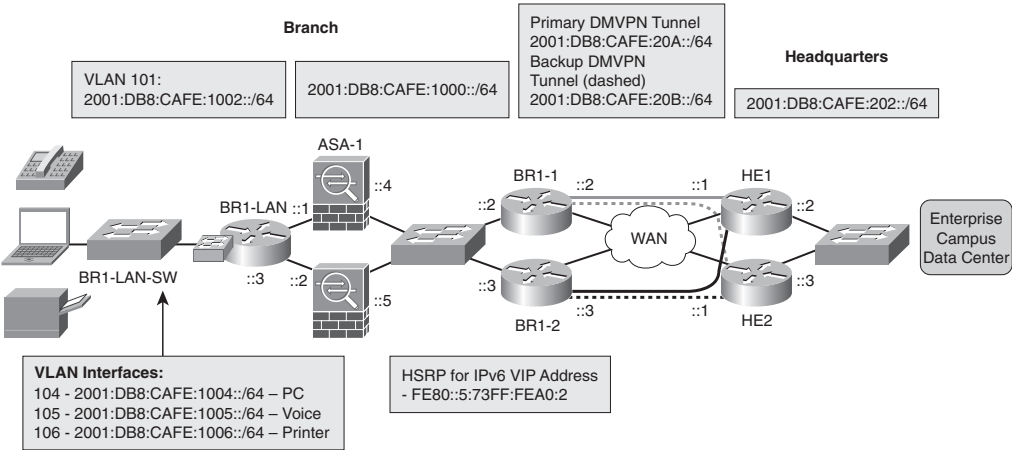 Branch
Headquarters
VLAN 101:
2001:DB8:CAFE:1002::/64
2001:DB8:CAFE:1000::/64
Primary DMVPN Tunnel
2001:DB8:CAFE:20A::/64
Backup DMVPN
Tunnel (dashed)
2001:DB8:CAFE:20B::/64
2001:DB8:CAFE:202::/64
ASA-1
::4
BR1-LAN
::1
::3
::2
::5
BR1-LAN-SW
BR1-1
::2
::2
::1
HE1
::2
WAN
::3
BR1-2
::3
::1
HE2
::3
Enterprise
Campus
Data Center
VLAN Interfaces:
104 - 2001:DB8:CAFE:1004::/64 – PC
105 - 2001:DB8:CAFE:1005::/64 – Voice
106 - 2001:DB8:CAFE:1006::/64 – Printer
HSRP for IPv6 VIP Address
- FE80::5:73FF:FEA0:2